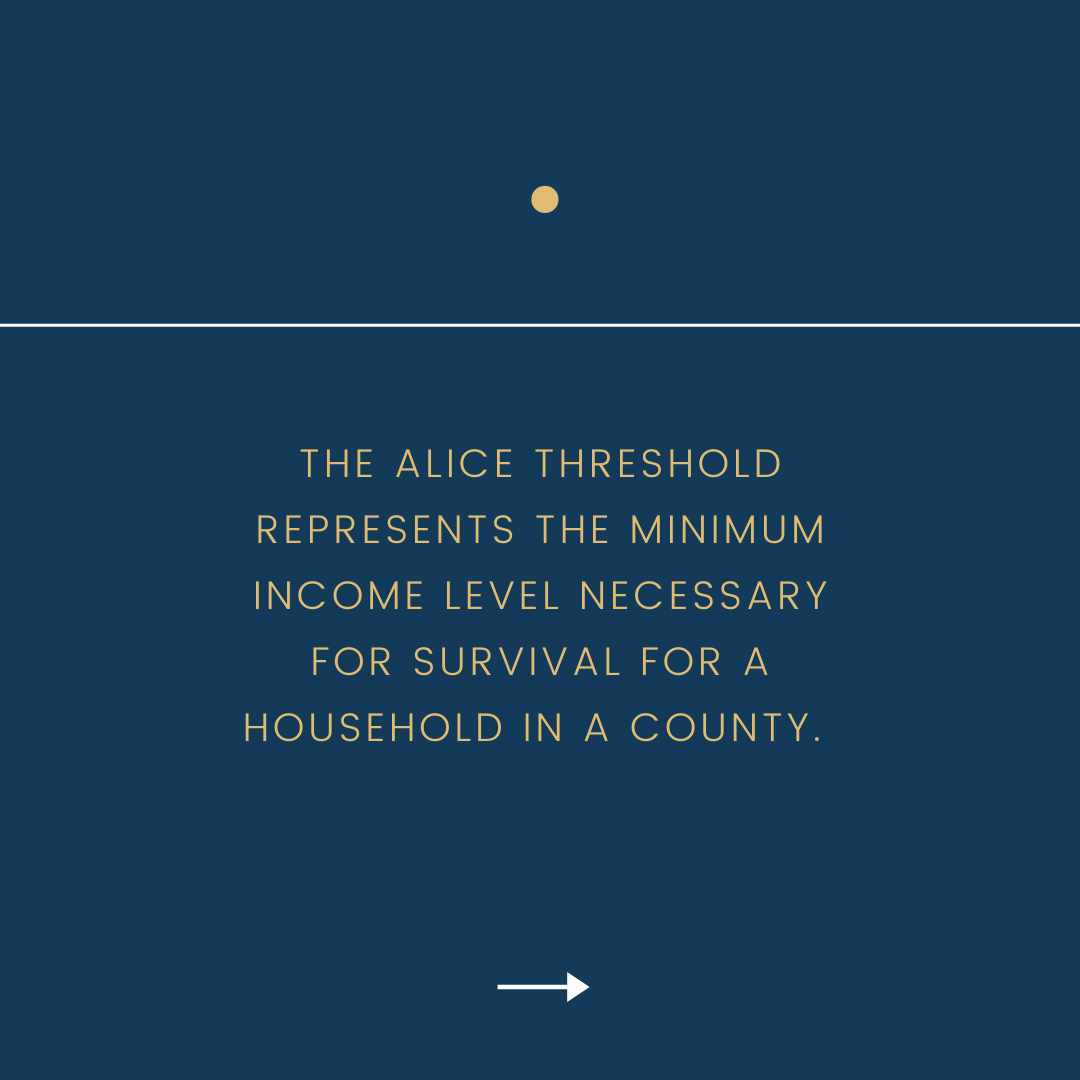 THE ALICE THRESHOLD
REPRESENTS THE MINIMUM
INCOME LEVEL NECESSARY
FOR SURVIVAL FOR A
HOUSEHOLD IN A COUNTY.